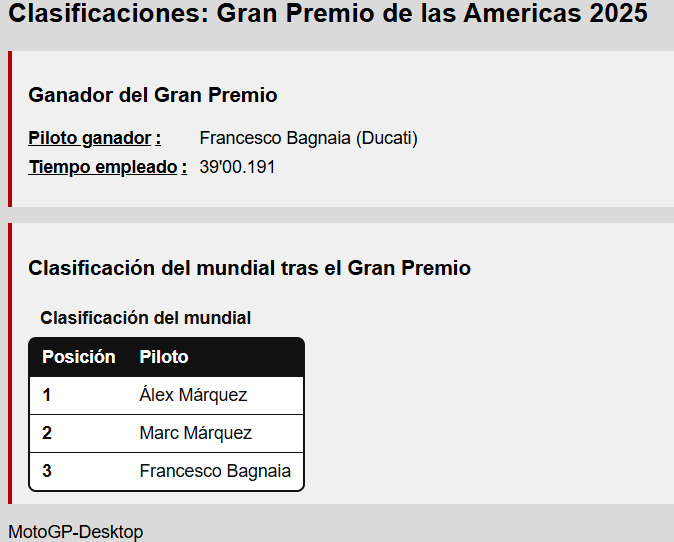 Clasificaciones: Gran Premio de las Americas 2025
Ganador del Gran Premio
Piloto ganador : Francesco Bagnaia (Ducati)
Tiempo empleado : 39'00.191
Clasificación del mundial tras el Gran Premio
Clasificación del mundial
Posición Piloto
1 Álex Márquez
2 Marc Márquez
3 Francesco Bagnaia
MotoGP-Desktop